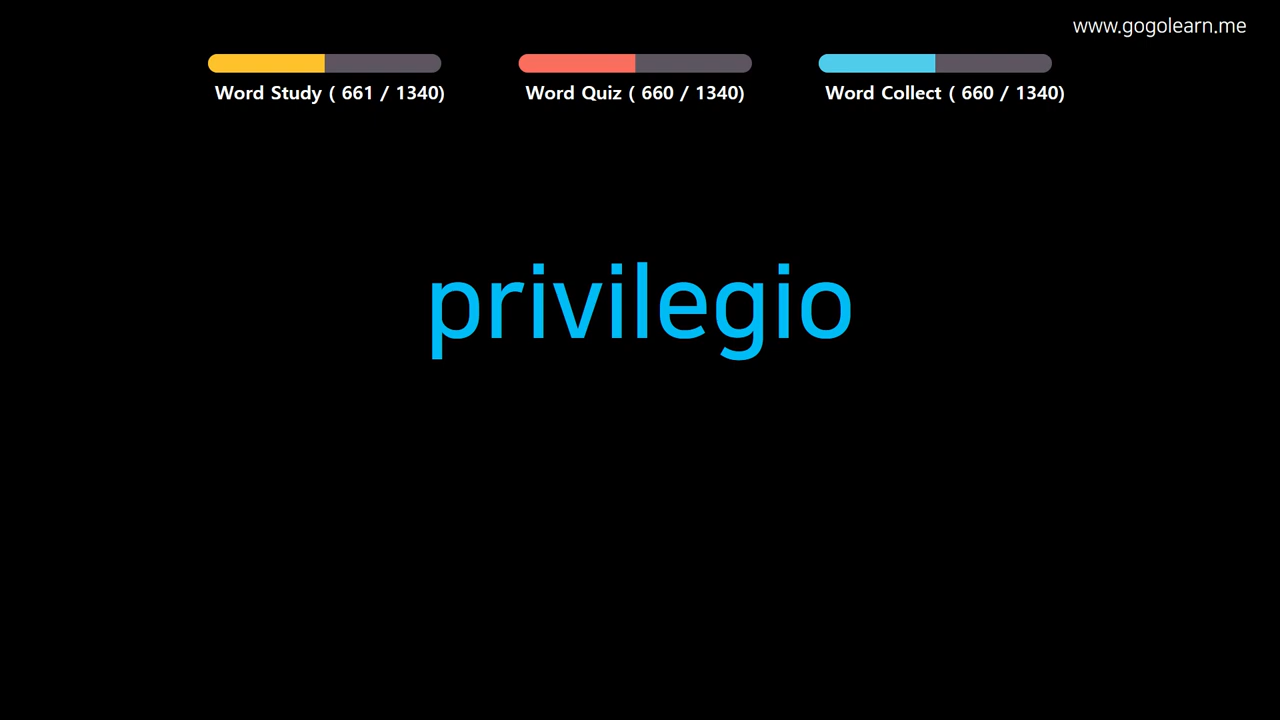 www.gogolearn.me
Word Study ( 661 / 1340)
Word Quiz ( 660 / 1340)
Word Collect ( 660 / 1340)
privilegio